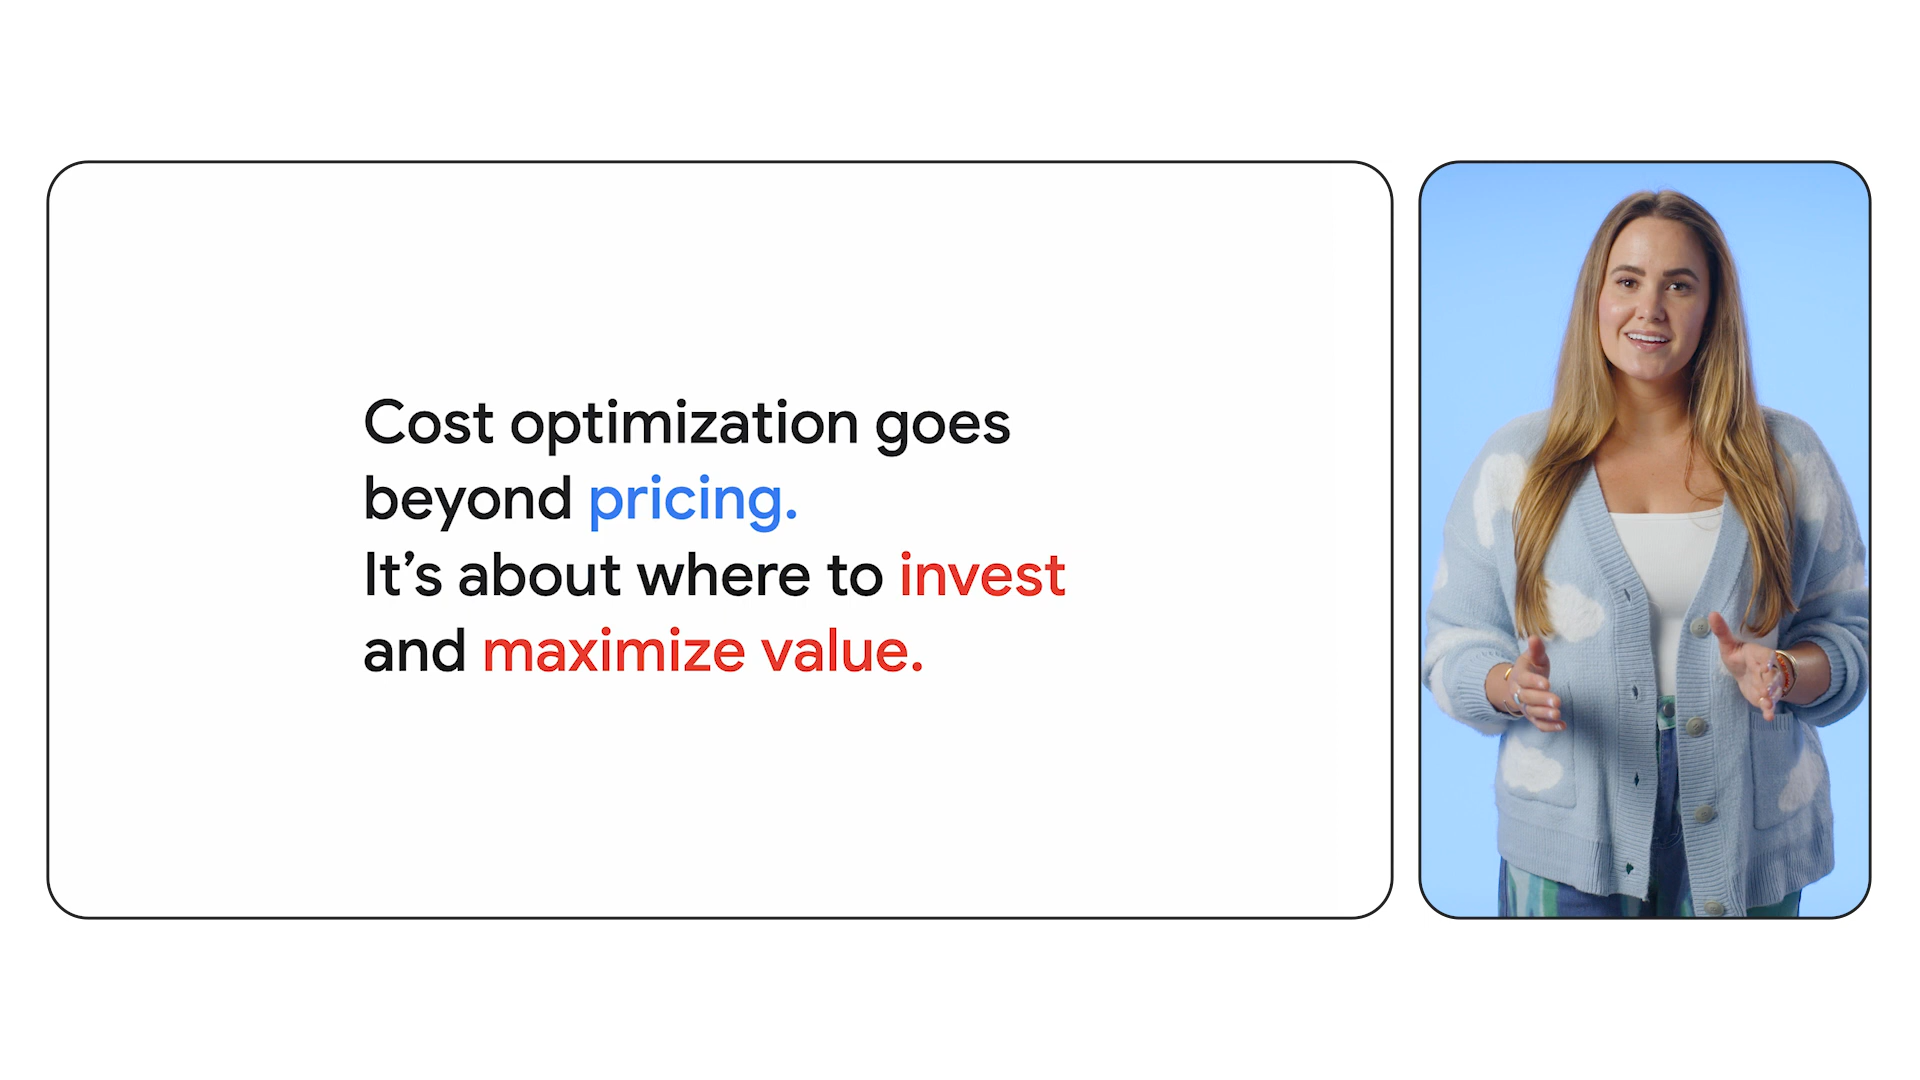 Cost optimization goes
beyond pricing.
It’s about where to invest
and maximize value.